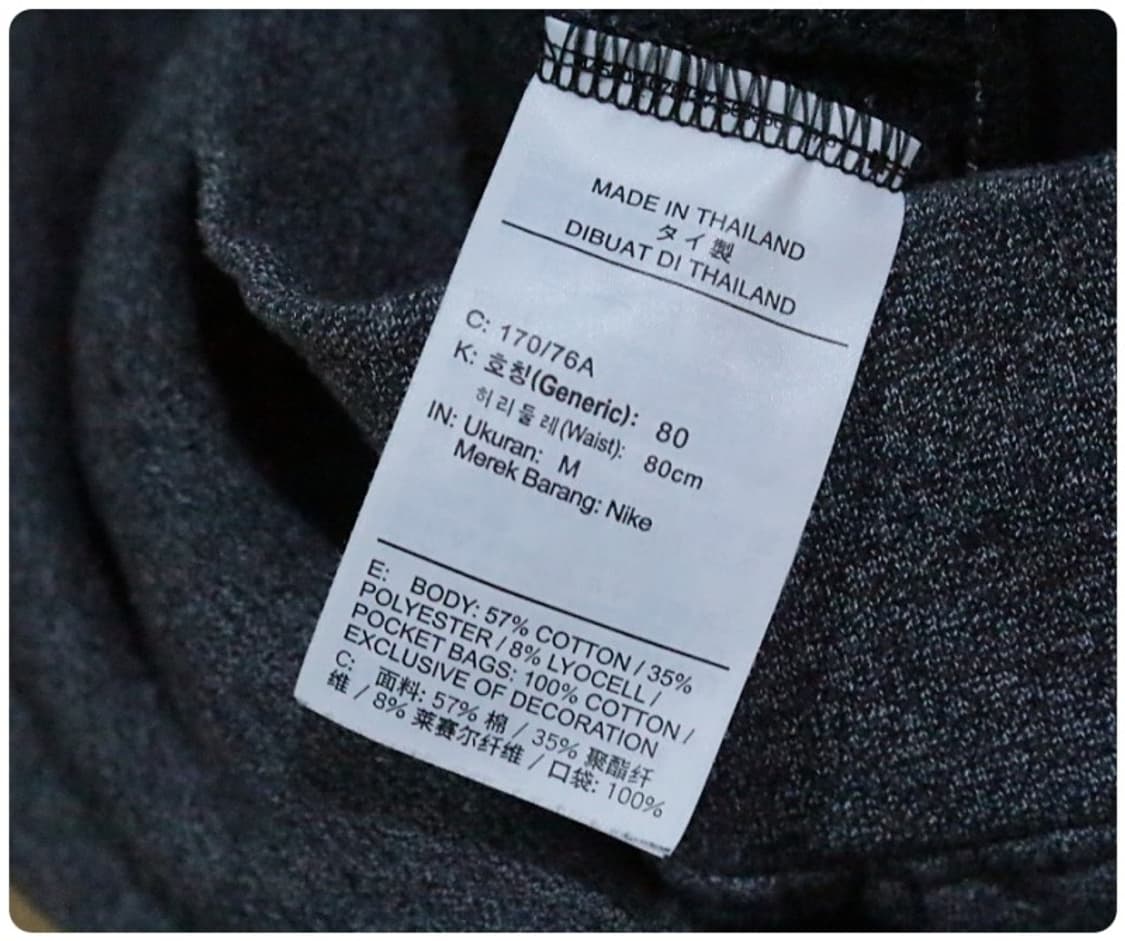 MADE IN THAILAND
タイ製
DIBUAT DI THAILAND
C: 170/76A
K: 호칭(Generic): 80
허리둘레(Waist): 80cm
IN: Ukuran: M
Merek Barang: Nike
E: BODY: 57% COTTON / 35%
POLYESTER / 8% LYOCELL /
POCKET BAGS: 100% COTTON /
EXCLUSIVE OF DECORATION
C: 面料: 57% 棉 / 35% 聚酯纤
维 / 8% 莱赛尔纤维 / 口袋: 100%